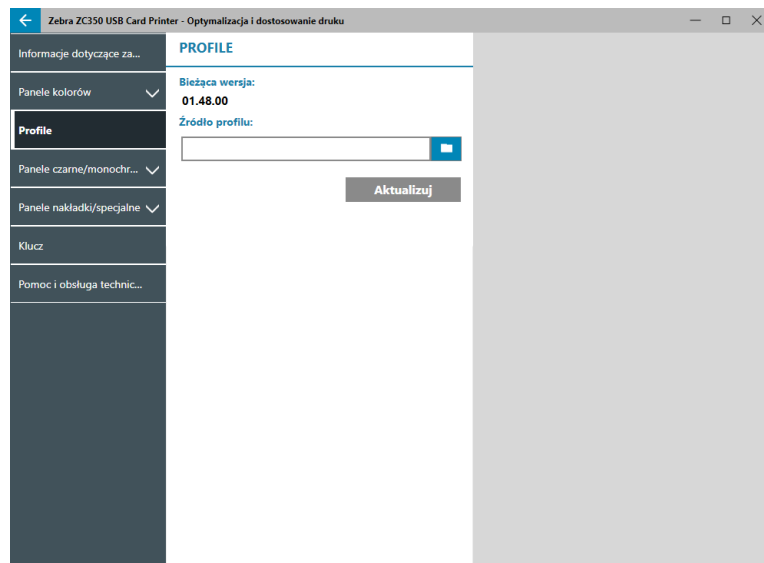 Zebra ZC350 USB Card Printer - Optymalizacja i dostosowanie druku
Informacje dotyczące za...
Panele kolorów
Profile
Panele czarne/monochr...
Panele nakładki/specjalne
Klucz
Pomoc i obsługa technic...
PROFILE
Bieżąca wersja:
01.48.00
Źródło profilu:
Aktualizuj